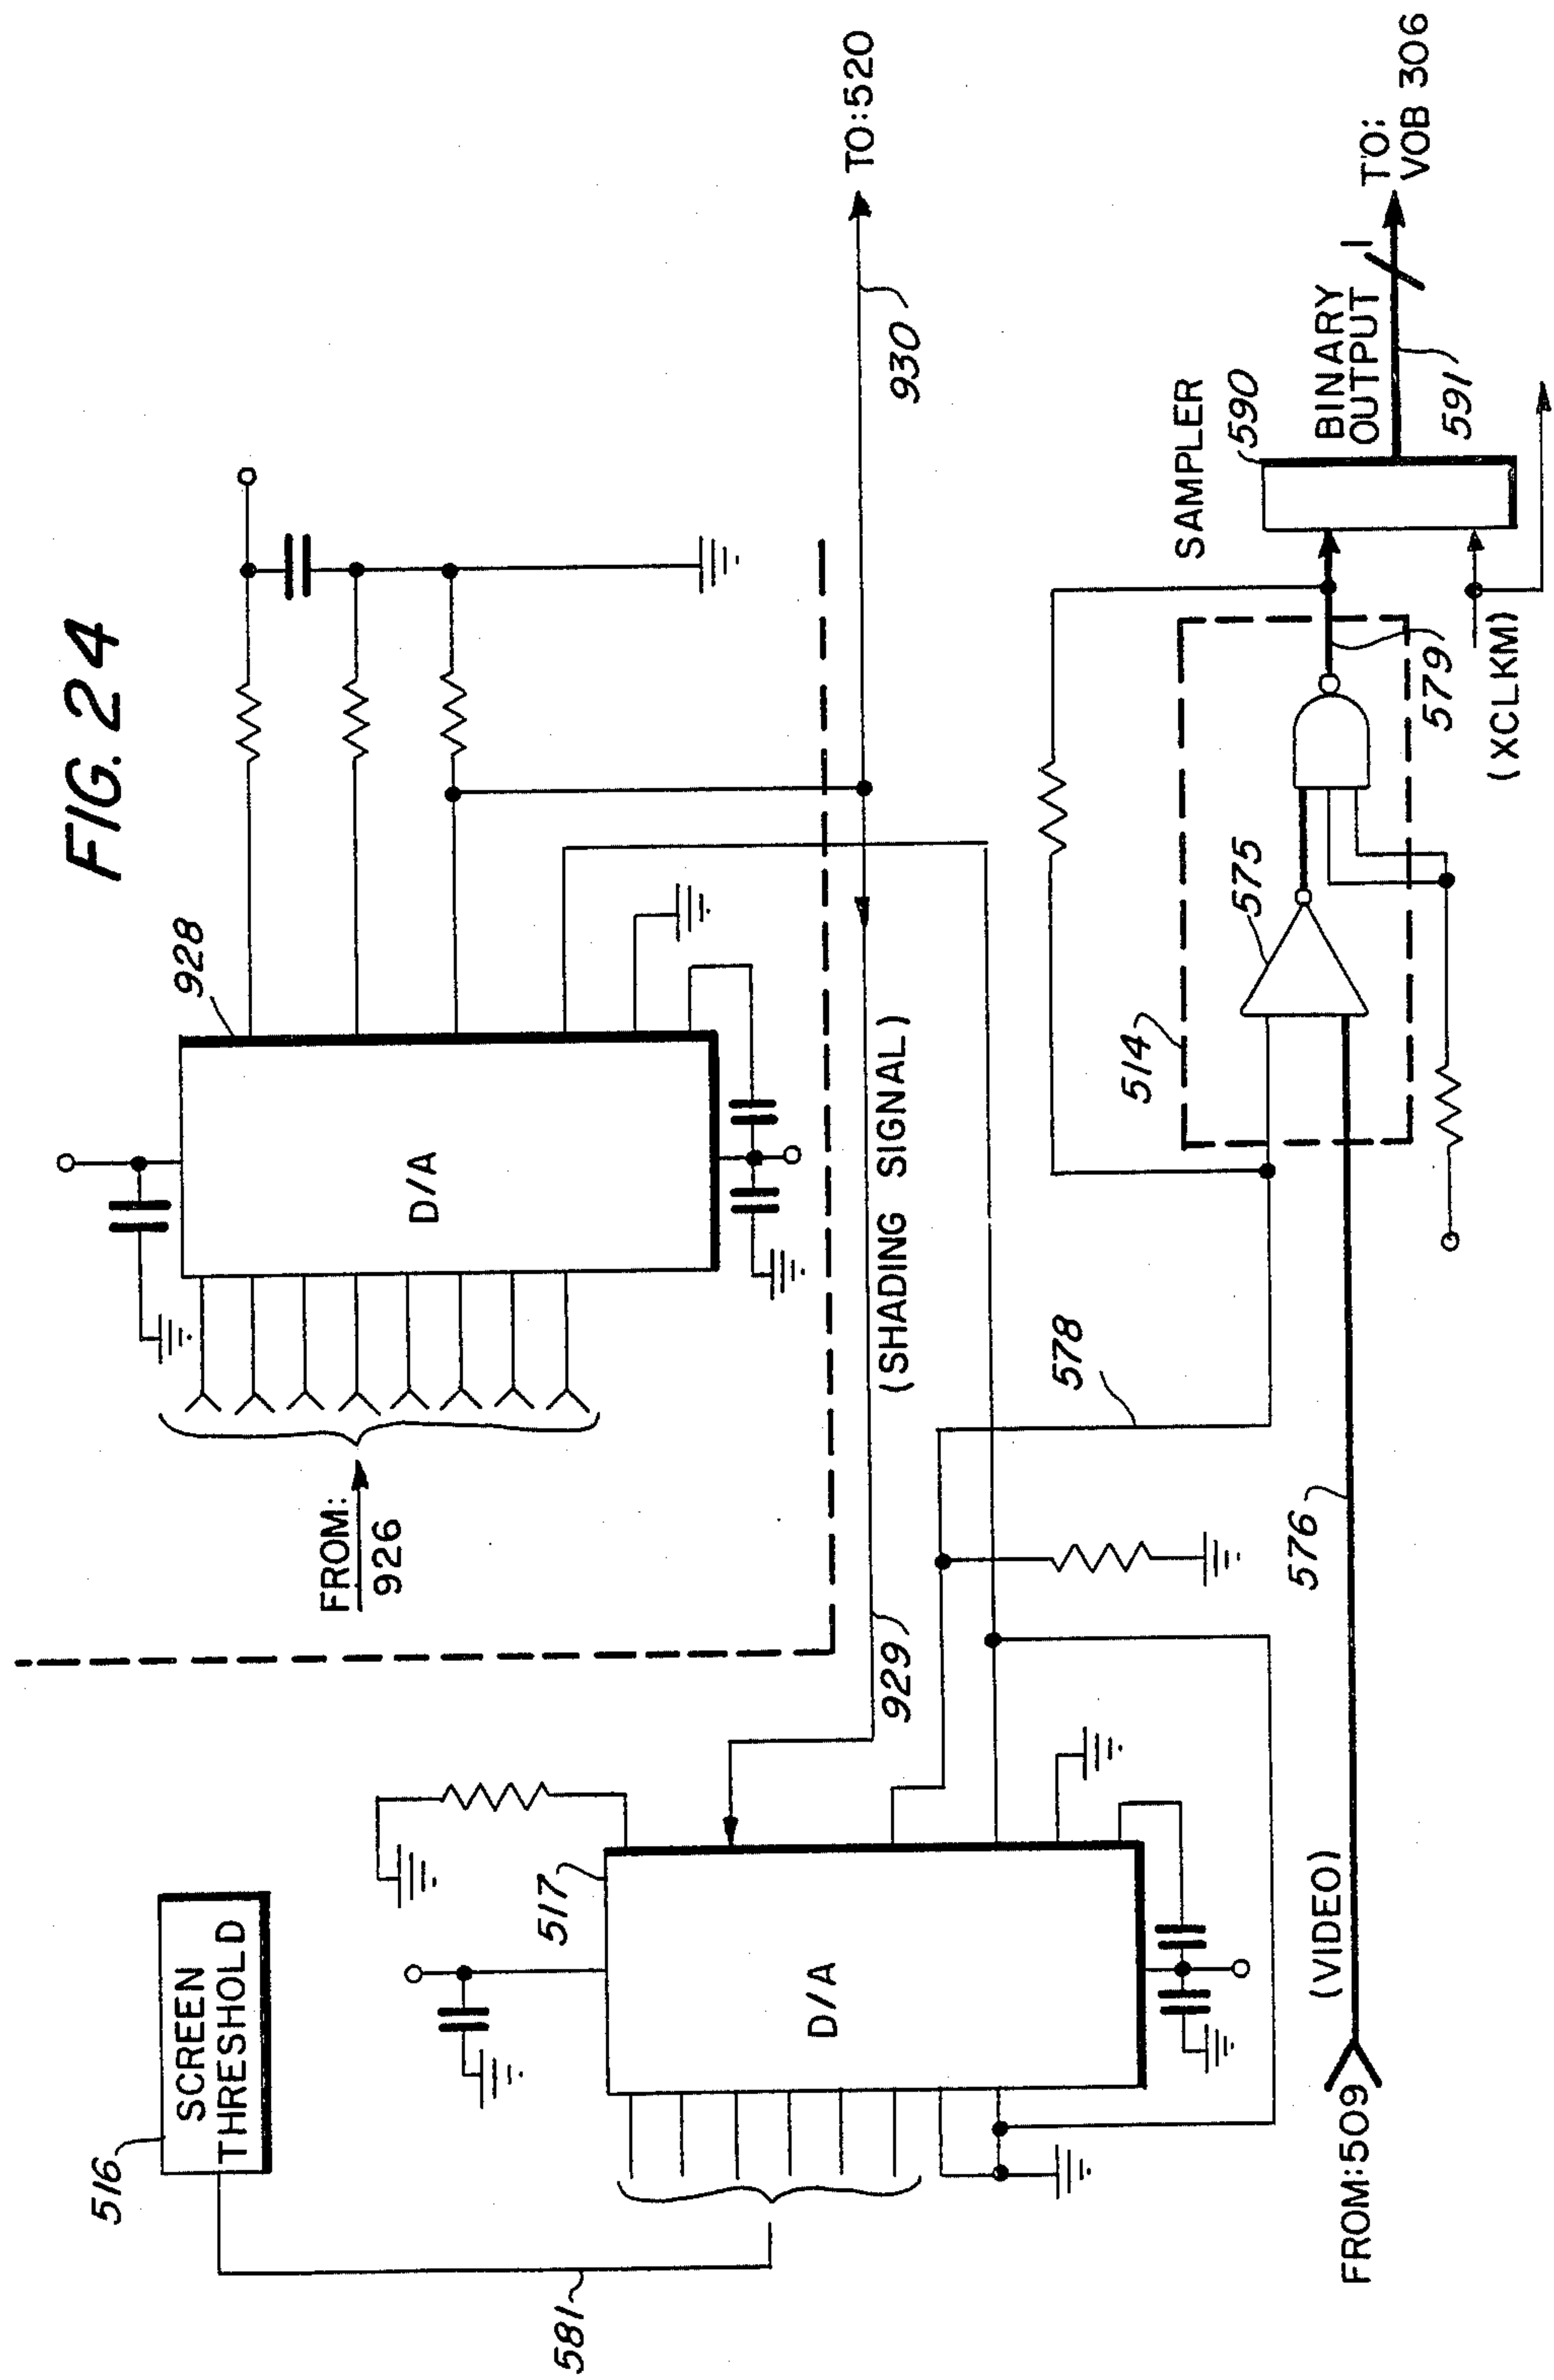 FIG. 24
928
D/A
FROM:
926
TO:520
930
(SHADING SIGNAL)
929
516
SCREEN
THRESHOLD
581
517
D/A
578
514
575
579
SAMPLER
590
BINARY
OUTPUT
1
591
TO:
VOB 306
(XCLKM)
576
(VIDEO)
FROM:509